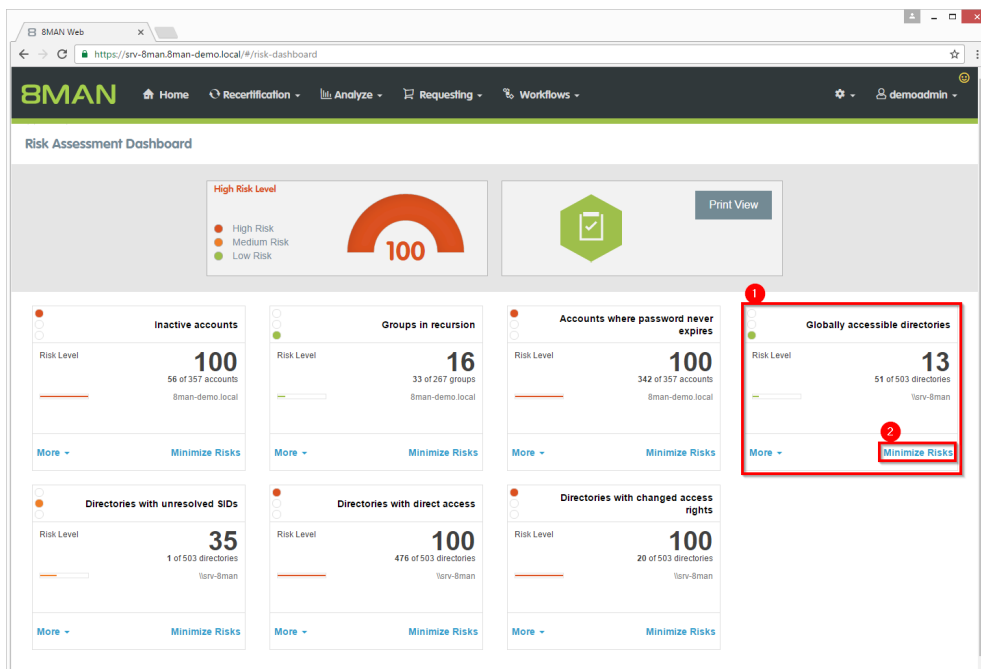 8MAN Web
https://srv-8man.8man-demo.local/#/risk-dashboard
8MAN Home Recertification Analyze Requesting Workflows demoadmin
Risk Assessment Dashboard
High Risk Level
High Risk
Medium Risk
Low Risk
100
Print View
1
Inactive accounts
Risk Level
100
56 of 357 accounts
8man-demo.local
More
Minimize Risks
Groups in recursion
Risk Level
16
33 of 267 groups
8man-demo.local
More
Minimize Risks
Accounts where password never
expires
Risk Level
100
342 of 357 accounts
8man-demo.local
More
Minimize Risks
Globally accessible directories
Risk Level
13
51 of 503 directories
\\srv-8man
2
More
Minimize Risks
Directories with unresolved SIDs
Risk Level
35
1 of 503 directories
\\srv-8man
More
Minimize Risks
Directories with direct access
Risk Level
100
476 of 503 directories
\\srv-8man
More
Minimize Risks
Directories with changed access
rights
Risk Level
100
20 of 503 directories
\\srv-8man
More
Minimize Risks